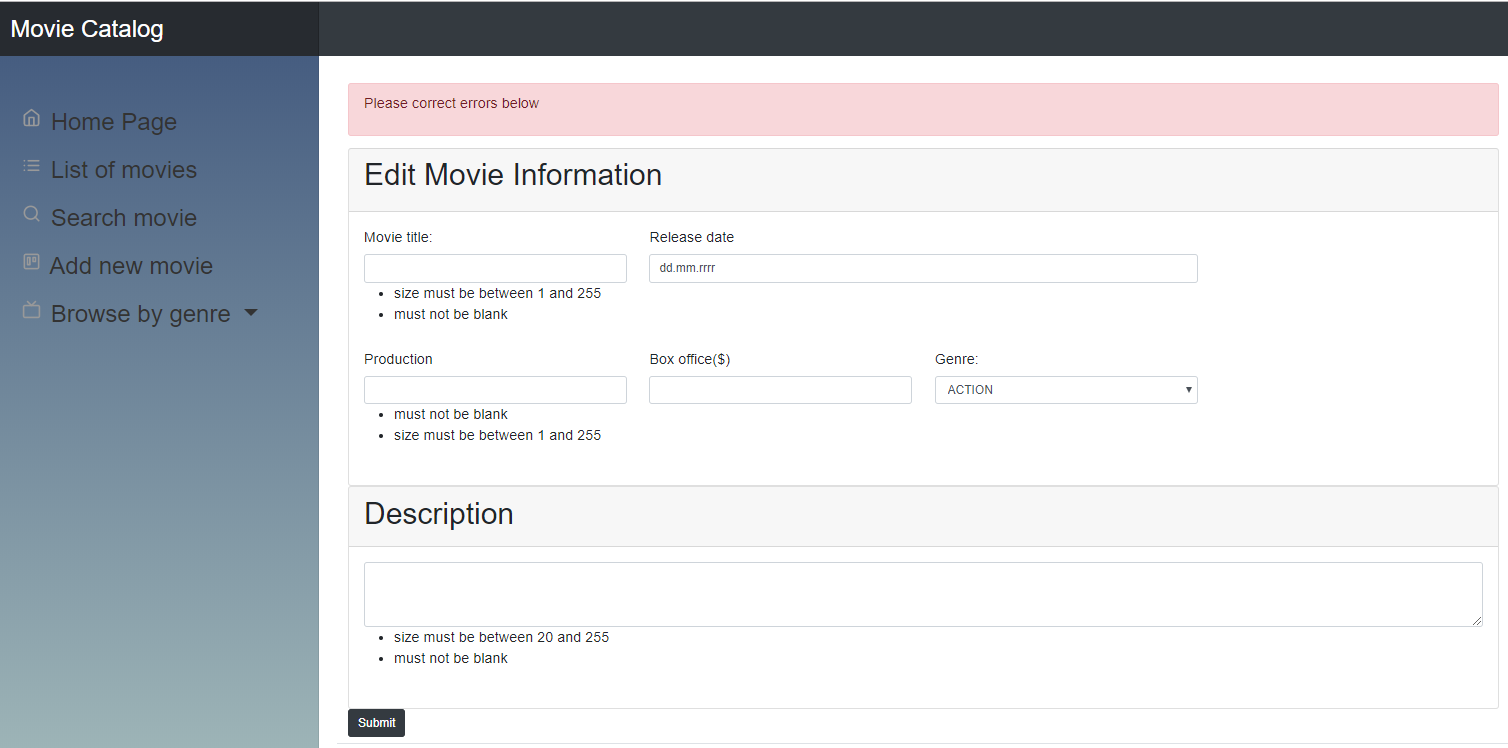 Movie Catalog
Home Page
List of movies
Search movie
Add new movie
Browse by genre
Please correct errors below
Edit Movie Information
Movie title:
Release date
dd.mm.rrrr
size must be between 1 and 255
must not be blank
Production
Box office($)
Genre:
ACTION
must not be blank
size must be between 1 and 255
Description
size must be between 20 and 255
must not be blank
Submit